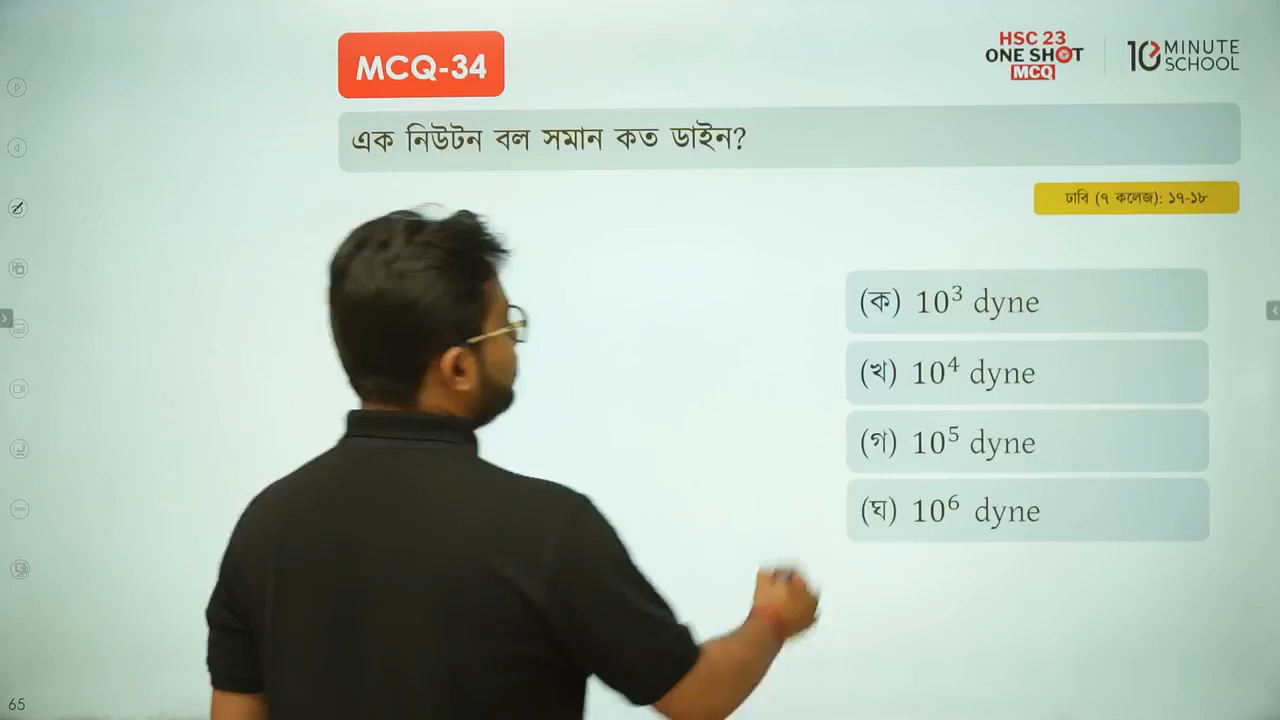 MCQ-34
HSC 23
ONE SHOT
MCQ
10 MINUTE
SCHOOL
এক নিউটন বল সমান কত ডাইন?
ঢাবি (৭ কলেজ): ১৭-১৮
(ক) 10³ dyne
(খ) 10⁴ dyne
(গ) 10⁵ dyne
(ঘ) 10⁶ dyne
65